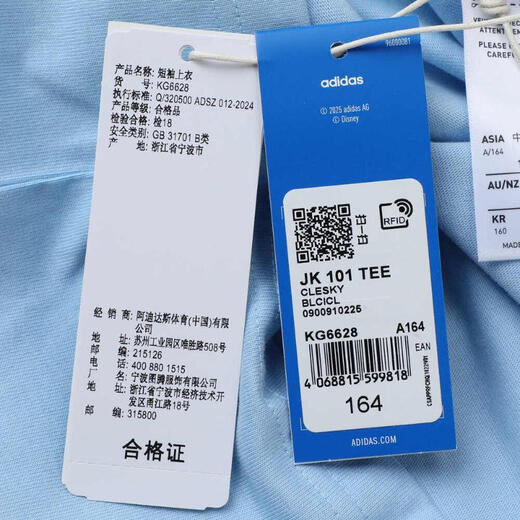 产品名称: 短袖上衣
货 号: KG6628
执行标准: Q/320500 ADSZ 012-2024
产品等级: 合格品
检验合格: 检18
安全类别: GB 31701 B类
产 地: 浙江省宁波市
经 销 商: 阿迪达斯体育(中国)有限
公司
地 址: 苏州工业园区唯胜路508号
邮 编: 215126
电 话: 400 880 1515
厂 名: 宁波图腾服饰有限公司
地 址: 浙江省宁波市经济技术开
发区甬江路18号
邮 编: 315800
合格证
96000081
adidas
© 2025 adidas AG
© Disney
RFID
JK 101 TEE
CLESKY
BLCICL
0900910225
KG6628 A164
EAN
4 068815 599818
164
ADIDAS.COM
ATTENTION
PLEASE
CAREFU
ASIA 中
A/164
AU/NZ
KR
160
MADE